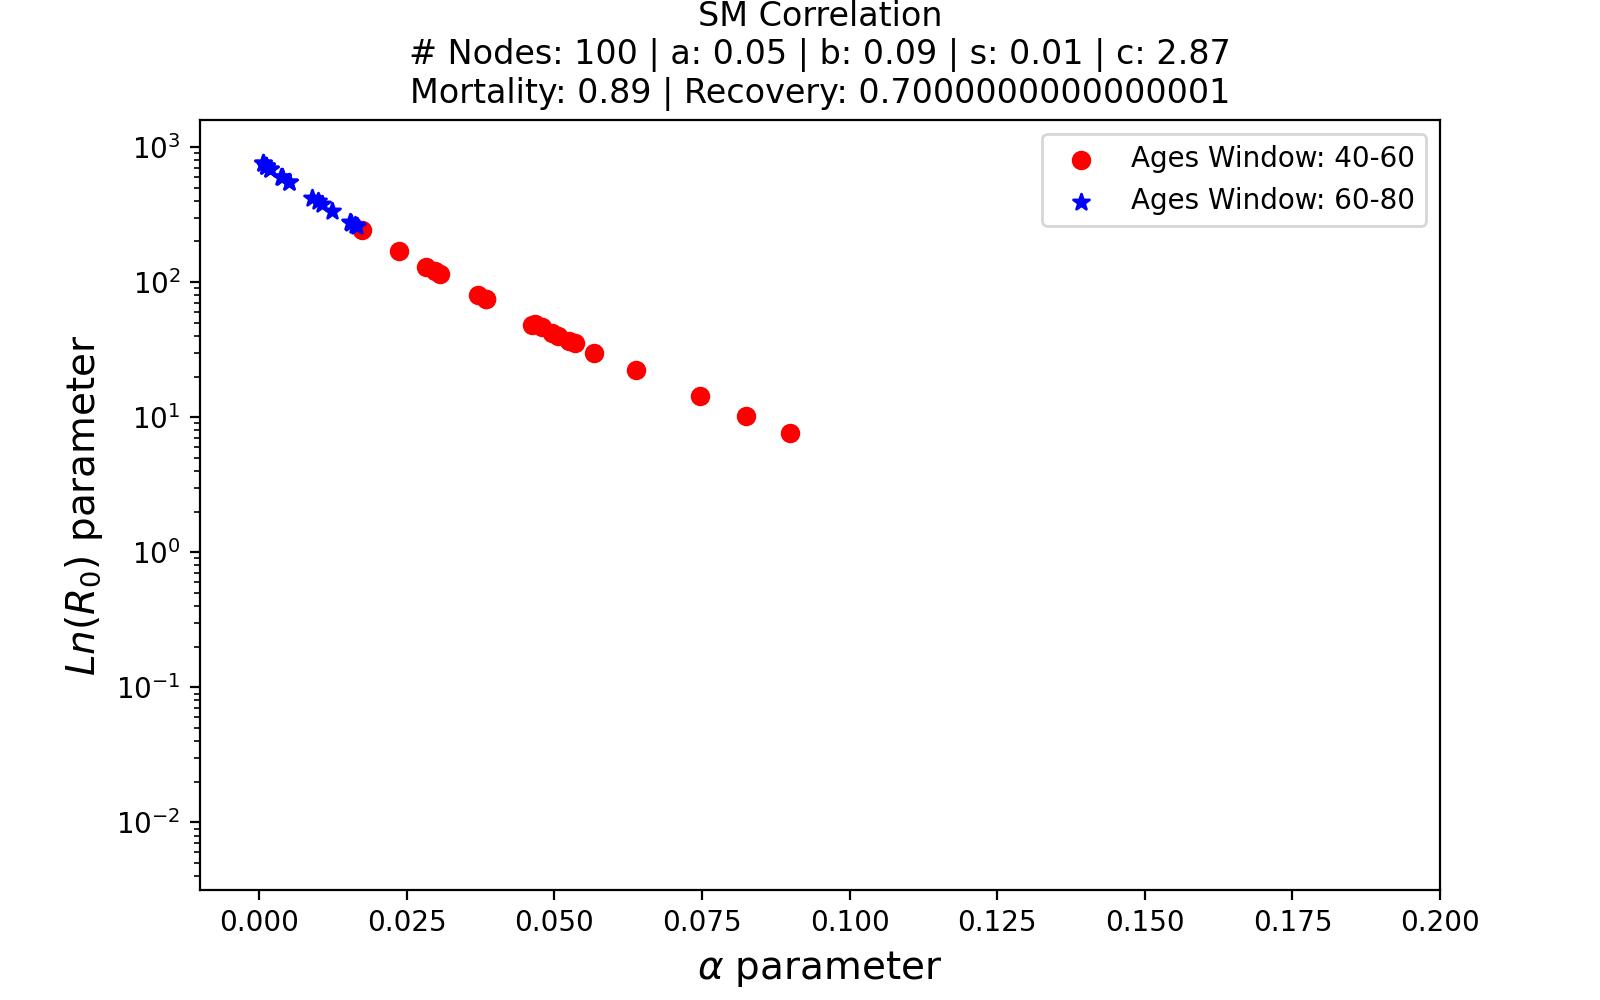 SM Correlation
# Nodes: 100 | a: 0.05 | b: 0.09 | s: 0.01 | c: 2.87
Mortality: 0.89 | Recovery: 0.7000000000000001
Ages Window: 40-60
Ages Window: 60-80
10³
10²
10¹
10⁰
10⁻¹
10⁻²
Ln(R₀) parameter
0.000 0.025 0.050 0.075 0.100 0.125 0.150 0.175 0.200
α parameter